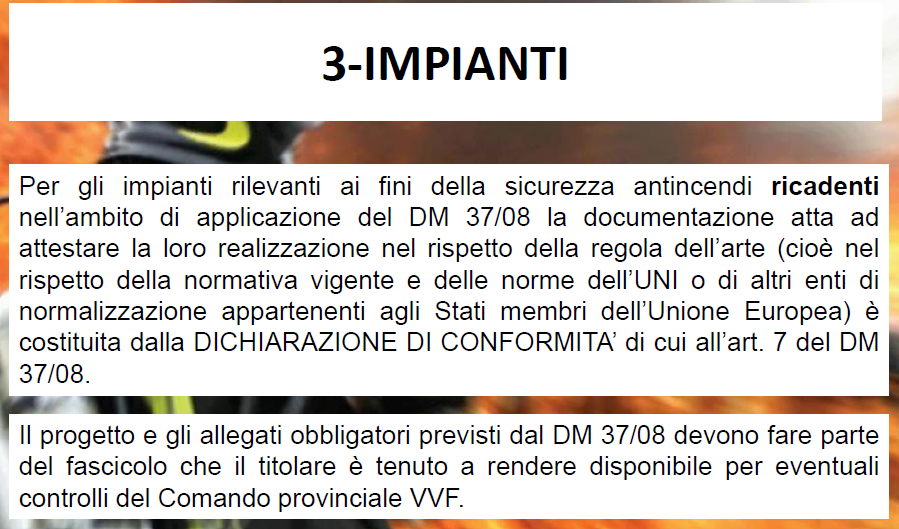 3-IMPIANTI
Per gli impianti rilevanti ai fini della sicurezza antincendi ricadenti
nell'ambito di applicazione del DM 37/08 la documentazione atta ad
attestare la loro realizzazione nel rispetto della regola dell'arte (cioè nel
rispetto della normativa vigente e delle norme dell'UNI o di altri enti di
normalizzazione appartenenti agli Stati membri dell'Unione Europea) è
costituita dalla DICHIARAZIONE DI CONFORMITA' di cui all'art. 7 del DM
37/08.
Il progetto e gli allegati obbligatori previsti dal DM 37/08 devono fare parte
del fascicolo che il titolare è tenuto a rendere disponibile per eventuali
controlli del Comando provinciale VVF.